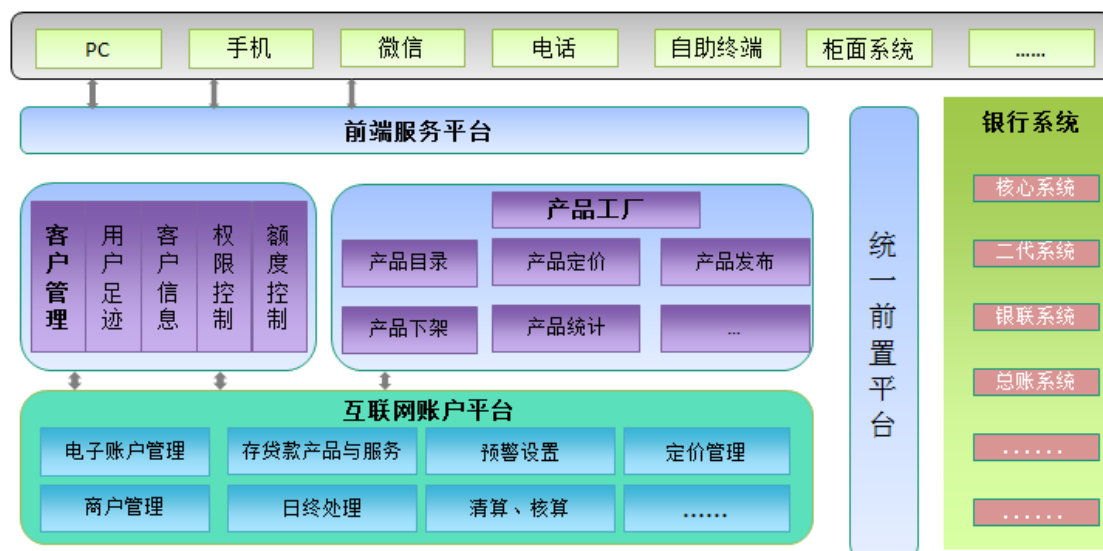 PC
手机
微信
电话
自助终端
柜面系统
......
前端服务平台
客户管理
用户足迹
客户信息
权限控制
额度控制
产品工厂
产品目录
产品定价
产品发布
产品下架
产品统计
...
互联网账户平台
电子账户管理
存贷款产品与服务
预警设置
定价管理
商户管理
日终处理
清算、核算
......
统一前置平台
银行系统
核心系统
二代系统
银联系统
总账系统
......
......